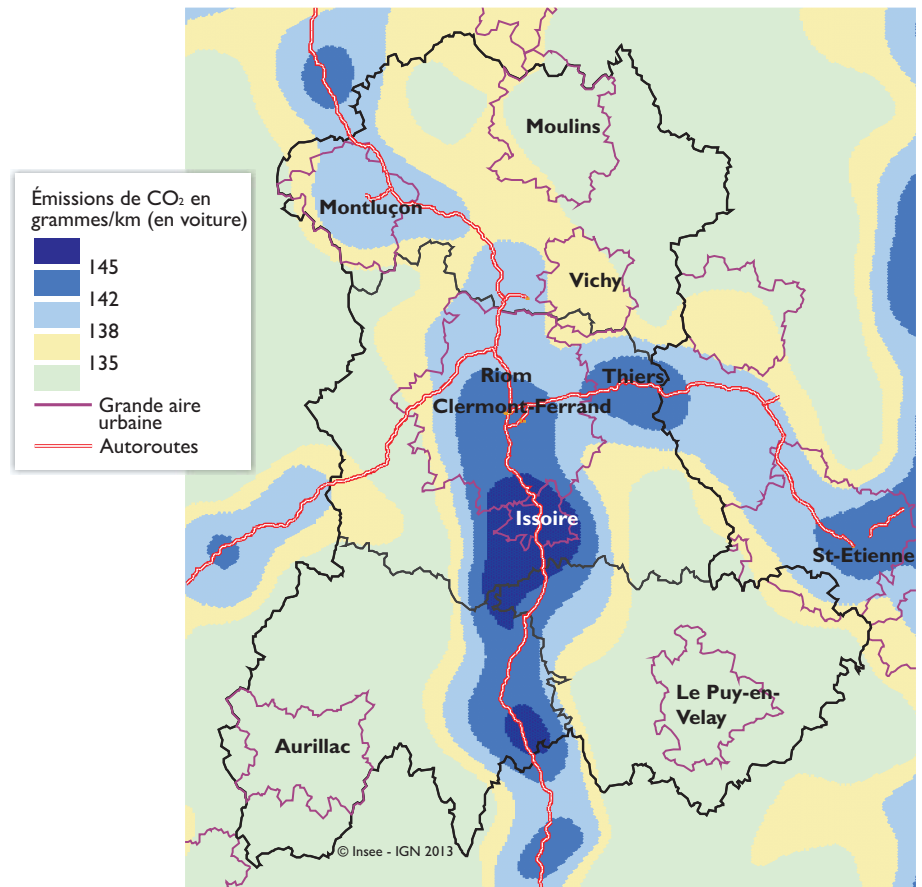 Émissions de CO₂ en
grammes/km (en voiture)
145
142
138
135
Grande aire
urbaine
Autoroutes
Moulins
Montluçon
Vichy
Riom
Thiers
Clermont-Ferrand
Issoire
St-Etienne
Le Puy-en-
Velay
Aurillac
© Insee - IGN 2013